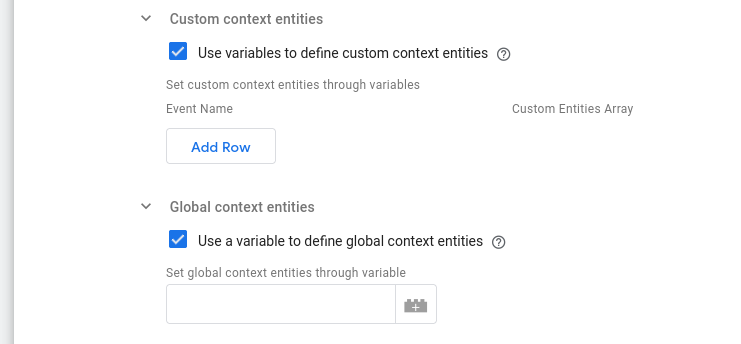 Custom context entities
Use variables to define custom context entities
Set custom context entities through variables
Event Name Custom Entities Array
Add Row
Global context entities
Use a variable to define global context entities
Set global context entities through variable